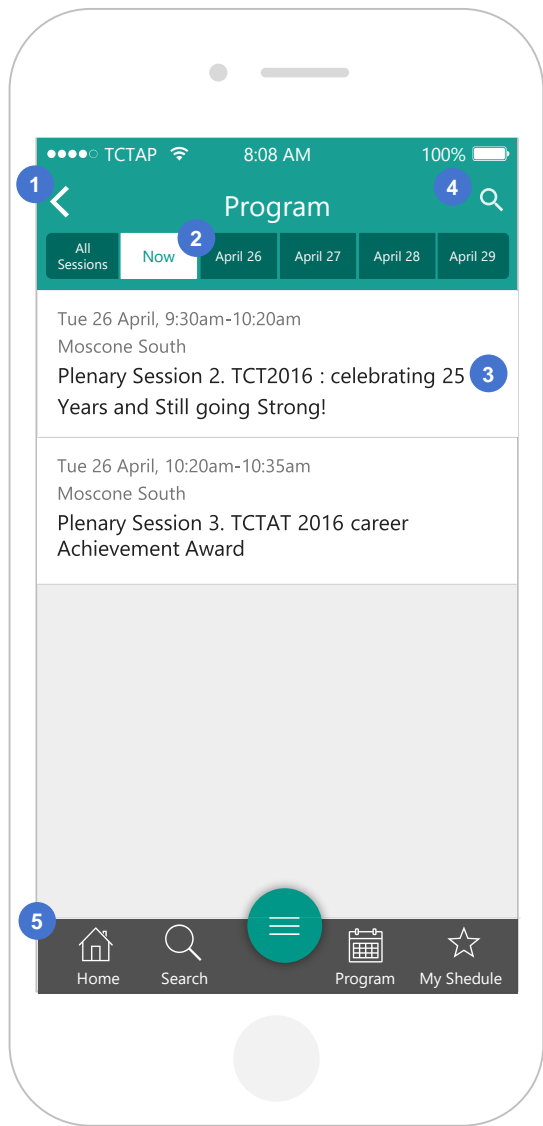 TCTAP 8:08 AM 100%
1
4
Program
2
All
Sessions
Now
April 26
April 27
April 28
April 29
Tue 26 April, 9:30am-10:20am
Moscone South
Plenary Session 2. TCT2016 : celebrating 25
3
Years and Still going Strong!
Tue 26 April, 10:20am-10:35am
Moscone South
Plenary Session 3. TCTAT 2016 career
Achievement Award
5
Home
Search
Program
My Shedule